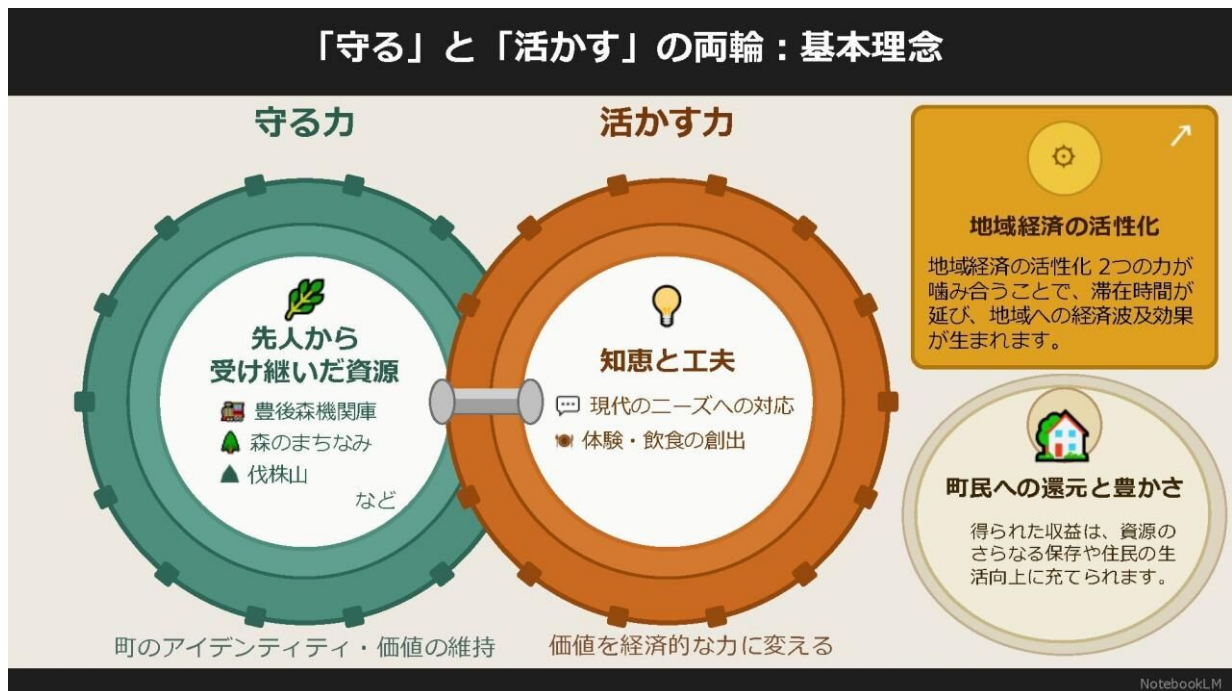 「守る」と「活かす」の両輪：基本理念
守る力
先人から
受け継いだ資源
豊後森機関庫
森のまちなみ
伐株山
など
町のアイデンティティ・価値の維持
活かす力
知恵と工夫
現代のニーズへの対応
体験・飲食の創出
価値を経済的な力に変える
地域経済の活性化
地域経済の活性化 2つの力が
噛み合うことで、滞在時間が
延び、地域への経済波及効果
が生まれます。
町民への還元と豊かさ
得られた収益は、資源の
さらなる保存や住民の生
活向上に充てられます。
NotebookLM